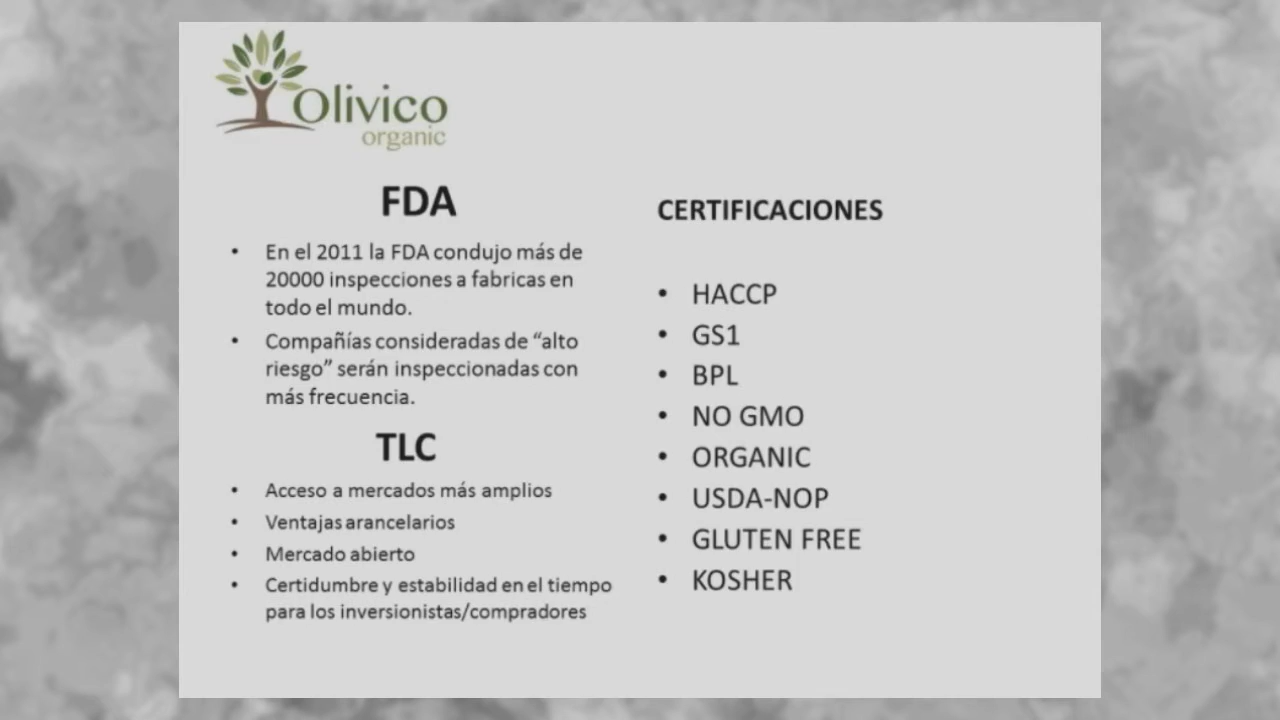 Olivico
organic
FDA
• En el 2011 la FDA condujo más de
20000 inspecciones a fabricas en
todo el mundo.
• Compañías consideradas de “alto
riesgo” serán inspeccionadas con
más frecuencia.
TLC
• Acceso a mercados más amplios
• Ventajas arancelarios
• Mercado abierto
• Certidumbre y estabilidad en el tiempo
para los inversionistas/compradores
CERTIFICACIONES
• HACCP
• GS1
• BPL
• NO GMO
• ORGANIC
• USDA-NOP
• GLUTEN FREE
• KOSHER